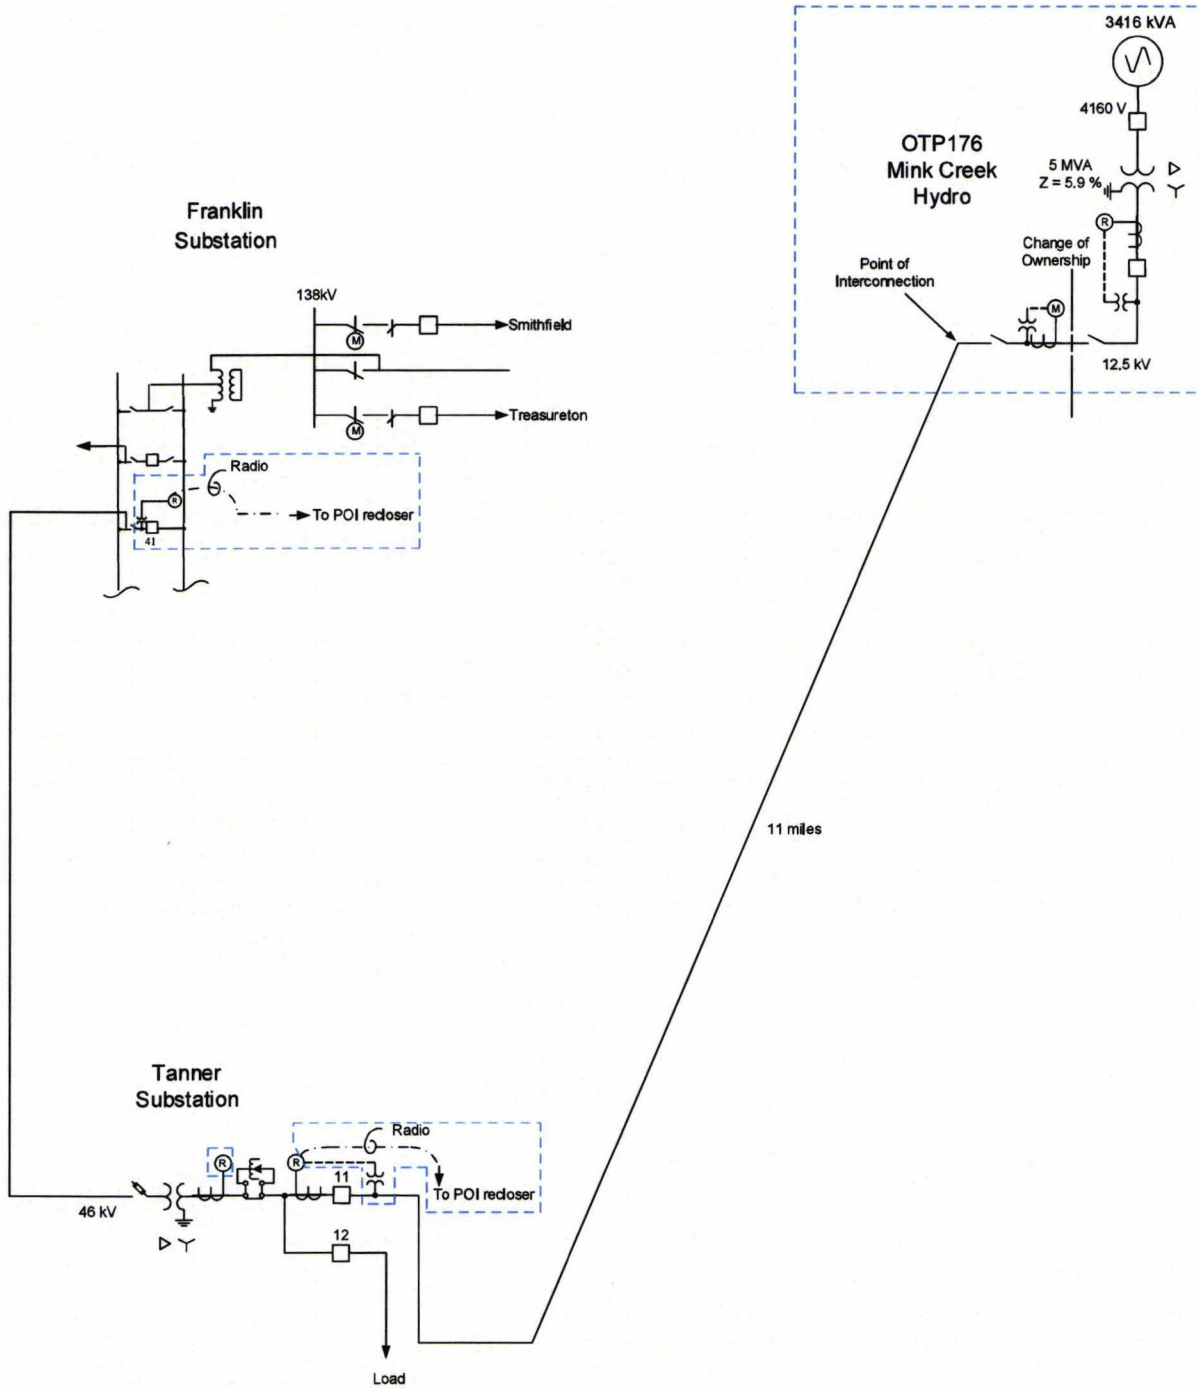 3416 kVA
4160 V
OTP176
Mink Creek
Hydro
5 MVA
Z = 5.9 %
R
Change of
Ownership
Point of
Interconnection
M
12.5 kV
Franklin
Substation
138kV
Smithfield
M
Treasureton
M
Radio
R
To POI recloser
41
11 miles
Tanner
Substation
Radio
R
R
11
To POI recloser
46 kV
12
Load